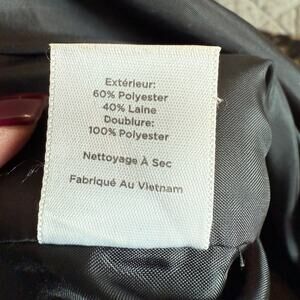 Extérieur:
60% Polyester
40% Laine
Doublure:
100% Polyester
Nettoyage À Sec
Fabriqué Au Vietnam